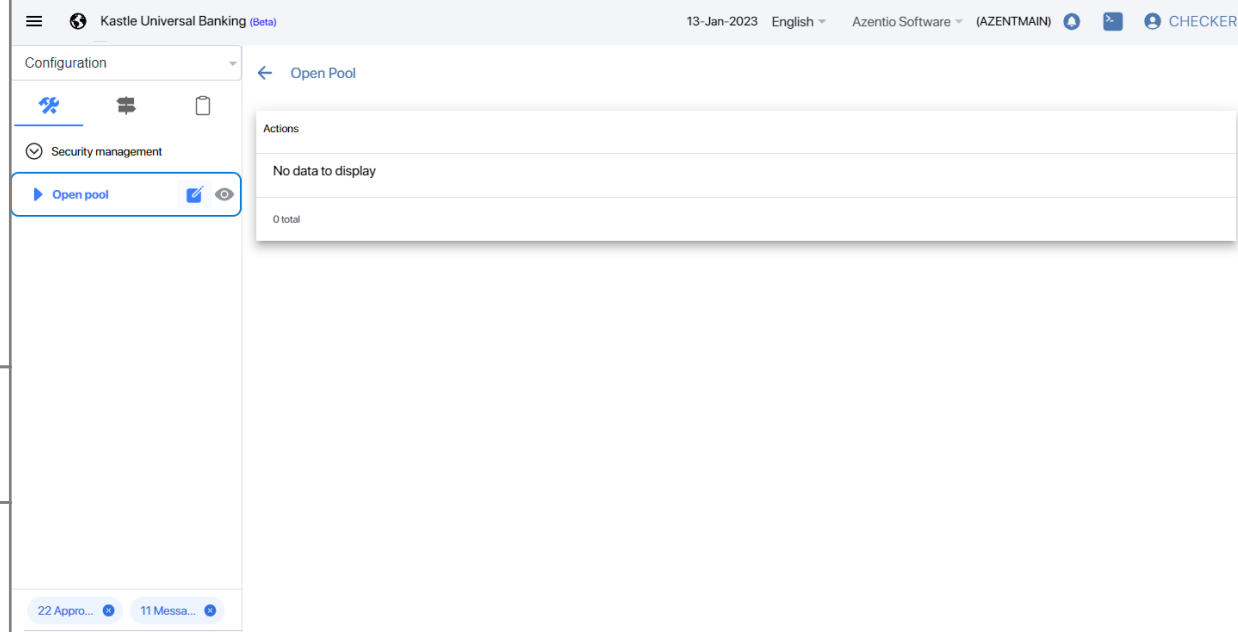 Kastle Universal Banking (Beta)
13-Jan-2023 English Azentio Software (AZENTMAIN) CHECKER
Configuration
Open Pool
Actions
Security management
No data to display
Open pool
0 total
22 Appro... 11 Messa...